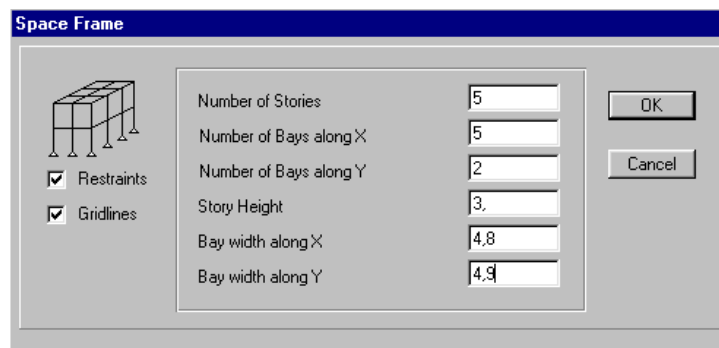 Space Frame
Number of Stories 5
Number of Bays along X 5
Number of Bays along Y 2
Story Height 3,
Bay width along X 4,8
Bay width along Y 4,9
Restraints
Gridlines
OK
Cancel